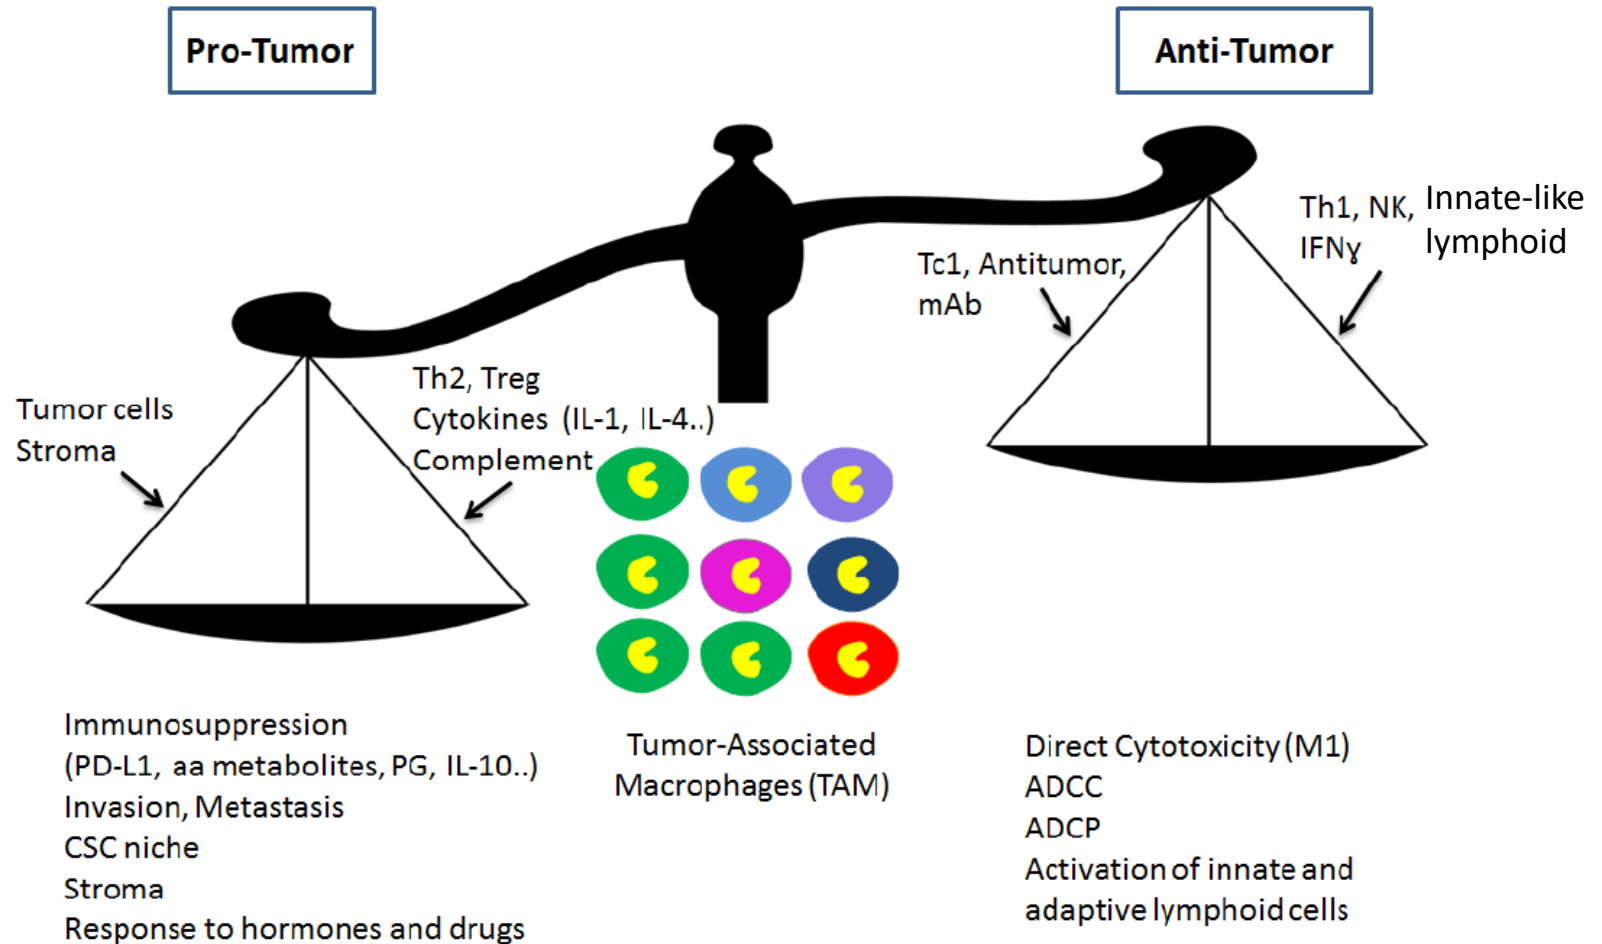 Pro-Tumor
Anti-Tumor
Th1, NK, Innate-like
IFNɣ lymphoid
Tc1, Antitumor,
mAb
Tumor cells
Stroma
Th2, Treg
Cytokines (IL-1, IL-4..)
Complement
Immunosuppression
(PD-L1, aa metabolites, PG, IL-10..)
Invasion, Metastasis
CSC niche
Stroma
Response to hormones and drugs
Tumor-Associated
Macrophages (TAM)
Direct Cytotoxicity (M1)
ADCC
ADCP
Activation of innate and
adaptive lymphoid cells